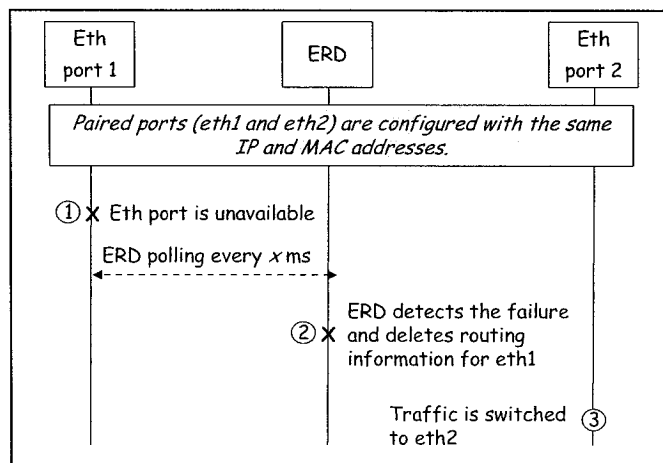 Eth
port 1
ERD
Eth
port 2
Paired ports (eth1 and eth2) are configured with the same
IP and MAC addresses.
① Eth port is unavailable
ERD polling every x ms
② ERD detects the failure
and deletes routing
information for eth1
Traffic is switched ③
to eth2